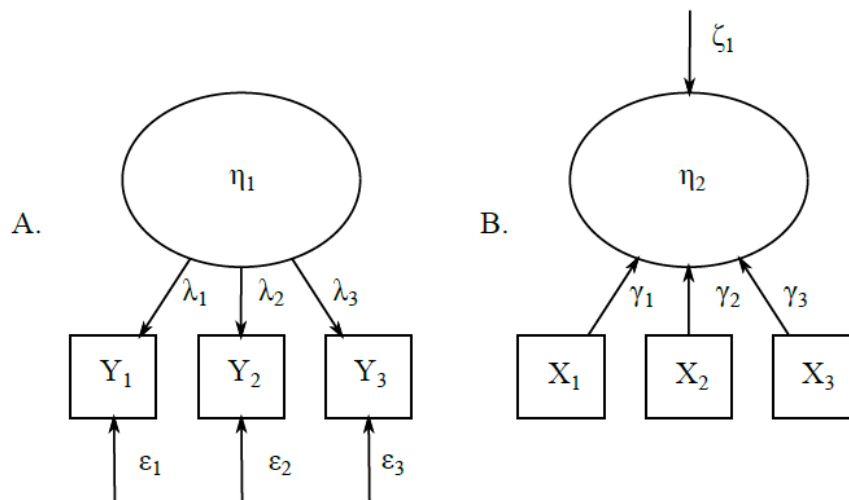 ζ₁
η₁
η₂
A.
B.
λ₁ λ₂ λ₃
γ₁ γ₂ γ₃
Y₁ Y₂ Y₃
X₁ X₂ X₃
ε₁ ε₂ ε₃